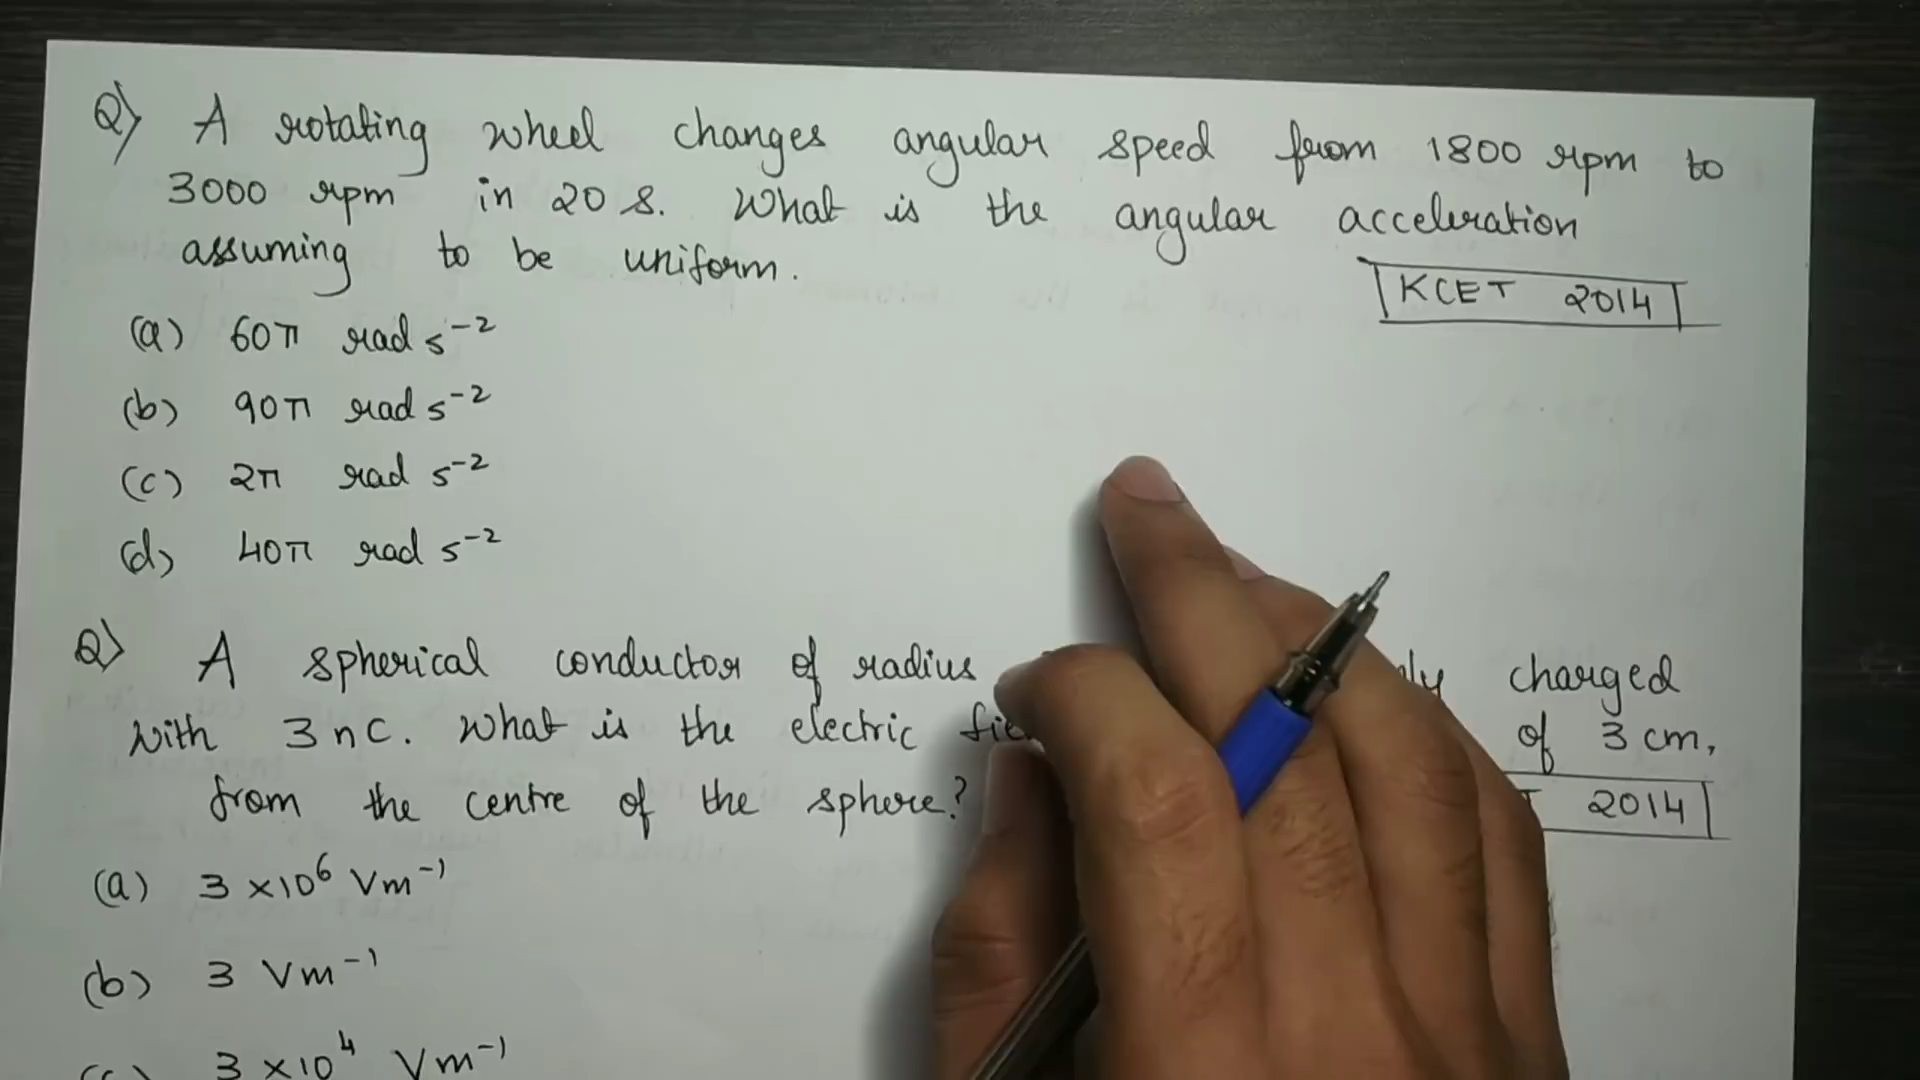 Q) A rotating wheel changes angular speed from 1800 rpm to
3000 rpm in 20 s. What is the angular acceleration
assuming to be uniform.
KCET 2014
(a) 60π rad s⁻²
(b) 90π rad s⁻²
(c) 2π rad s⁻²
(d) 40π rad s⁻²
Q) A spherical conductor of radius charged
with 3 nC. What is the electric of 3 cm,
from the centre of the sphere? 2014
(a) 3 ×10⁶ Vm⁻¹
(b) 3 Vm⁻¹
(c) 3 ×10⁴ Vm⁻¹